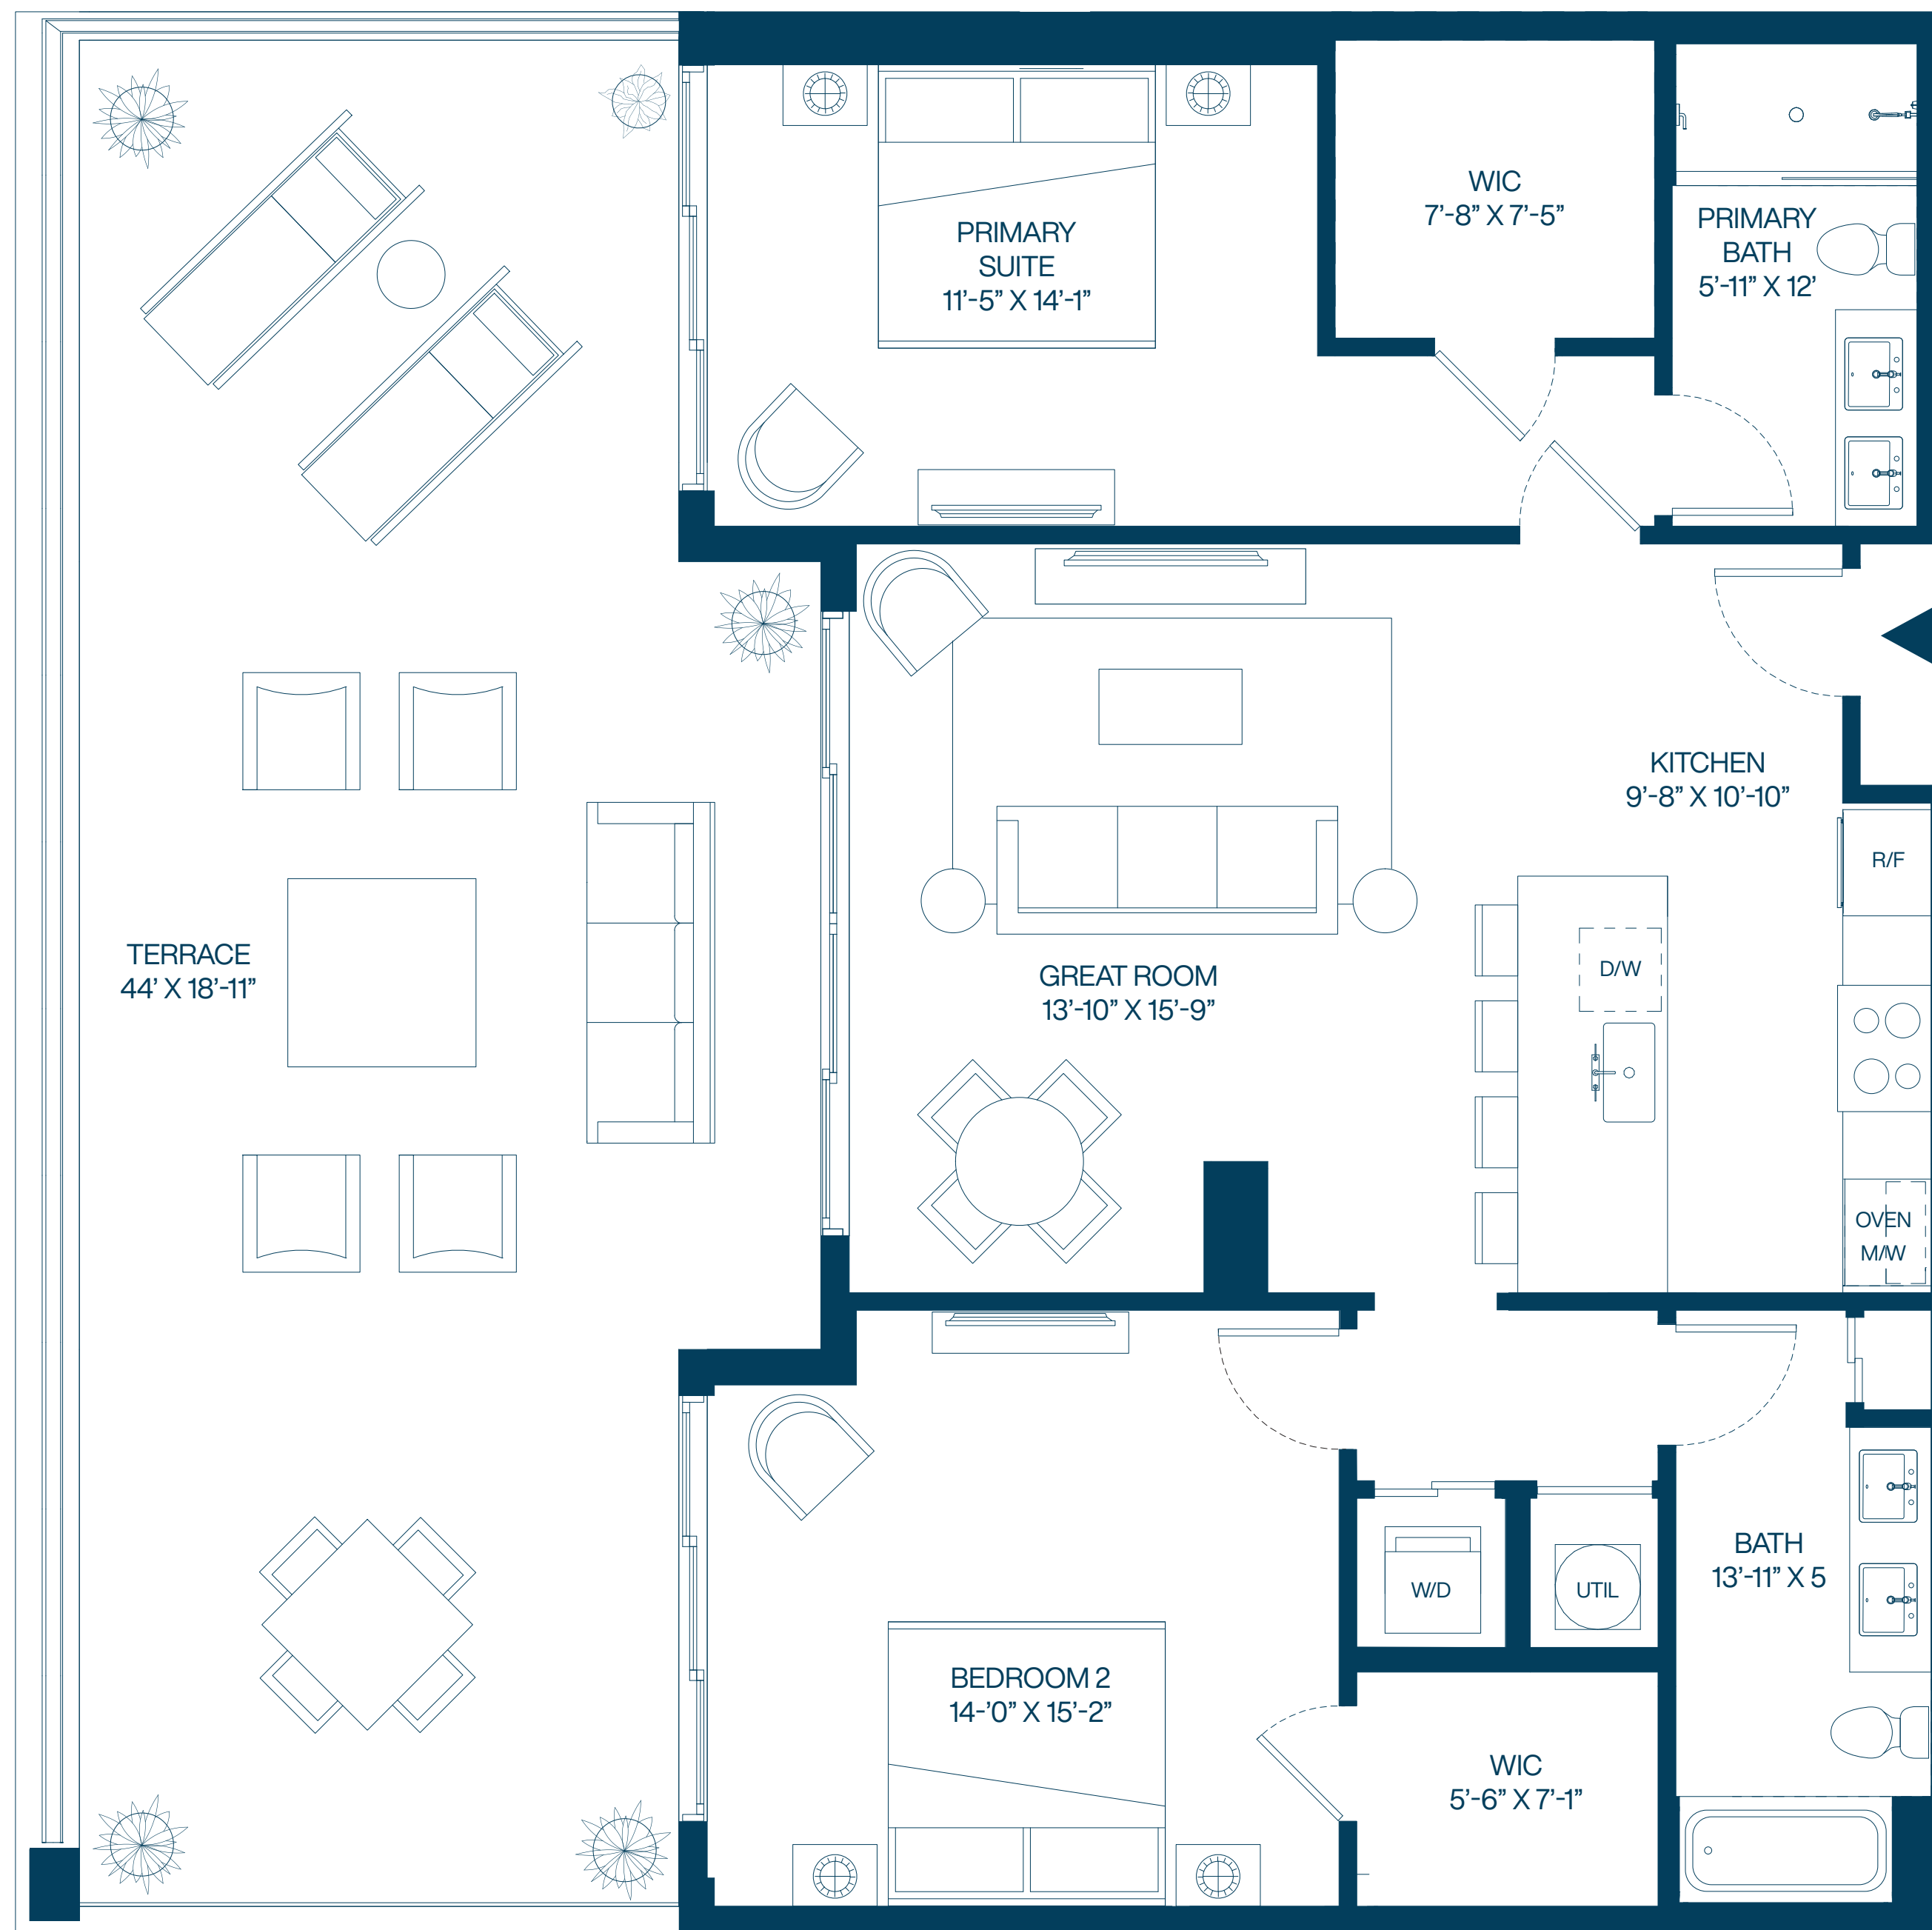 WIC
7’-8” X 7’-5”
PRIMARY
SUITE
11’-5” X 14’-1”
PRIMARY
BATH
5’-11” X 12’
KITCHEN
9’-8” X 10’-10”
R/F
TERRACE
44’ X 18’-11”
GREAT ROOM
13’-10” X 15’-9”
D/W
OVEN
M/W
BATH
13’-11” X 5
W/D
UTIL
BEDROOM 2
14-’0” X 15’-2”
WIC
5’-6” X 7’-1”